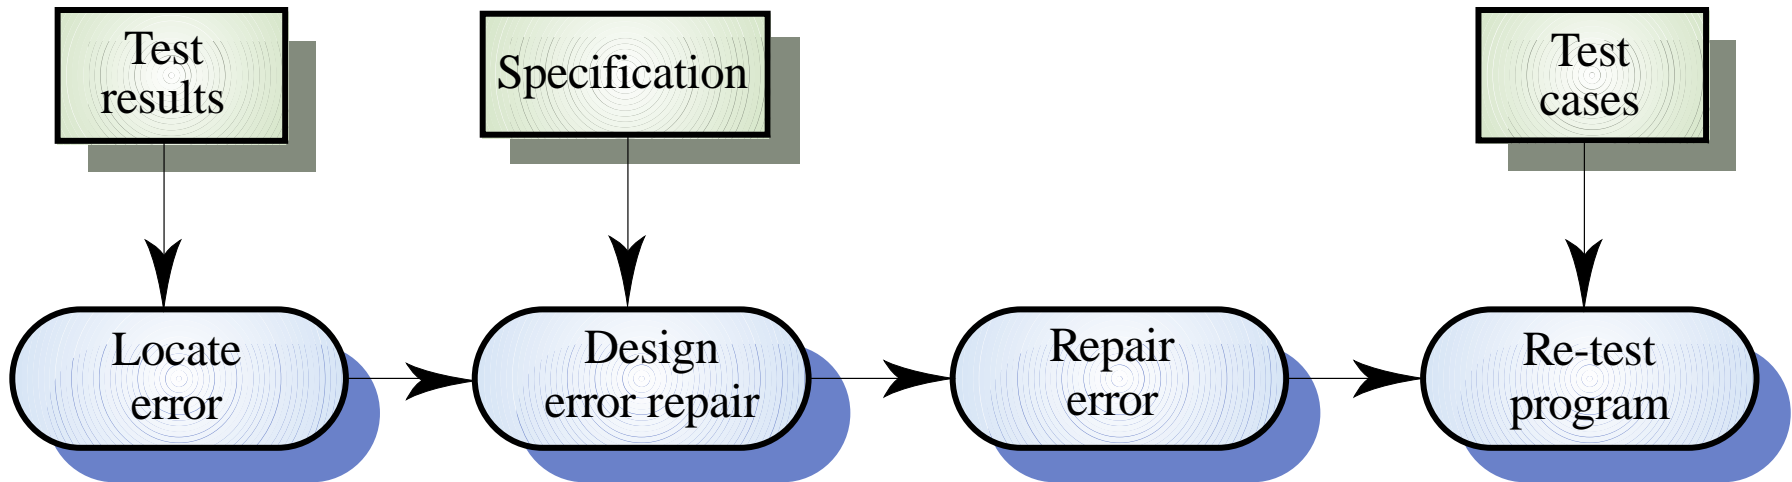 Test
results
Specification
Test
cases
Locate
error
Design
error repair
Repair
error
Re-test
program